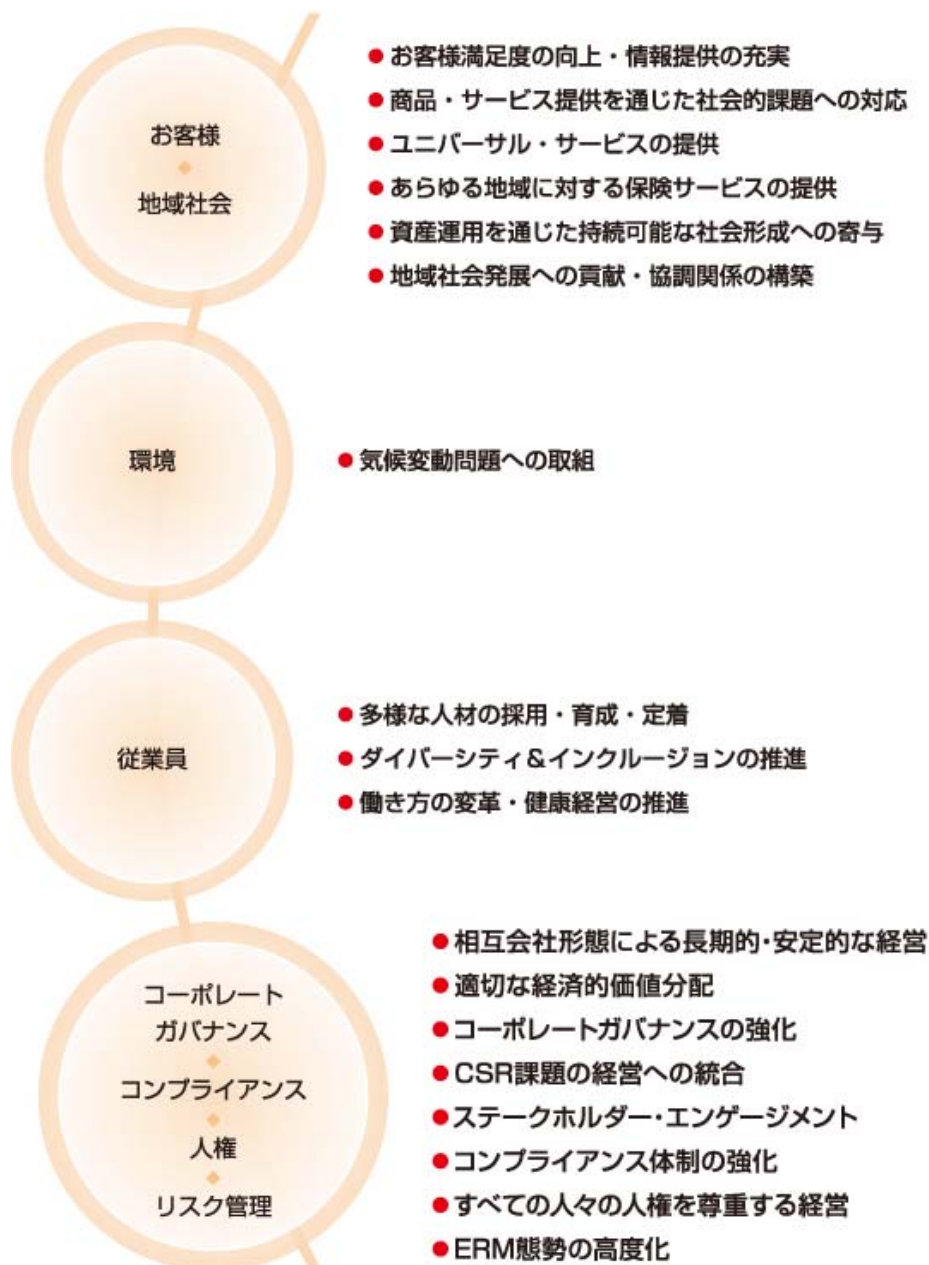 お客様
地域社会
● お客様満足度の向上・情報提供の充実
● 商品・サービス提供を通じた社会的課題への対応
● ユニバーサル・サービスの提供
● あらゆる地域に対する保険サービスの提供
● 資産運用を通じた持続可能な社会形成への寄与
● 地域社会発展への貢献・協調関係の構築
環境
● 気候変動問題への取組
従業員
● 多様な人材の採用・育成・定着
● ダイバーシティ&インクルージョンの推進
● 働き方の変革・健康経営の推進
コーポレート
ガバナンス
コンプライアンス
人権
リスク管理
● 相互会社形態による長期的・安定的な経営
● 適切な経済的価値分配
● コーポレートガバナンスの強化
● CSR課題の経営への統合
● ステークホルダー・エンゲージメント
● コンプライアンス体制の強化
● すべての人々の人権を尊重する経営
● ERM態勢の高度化